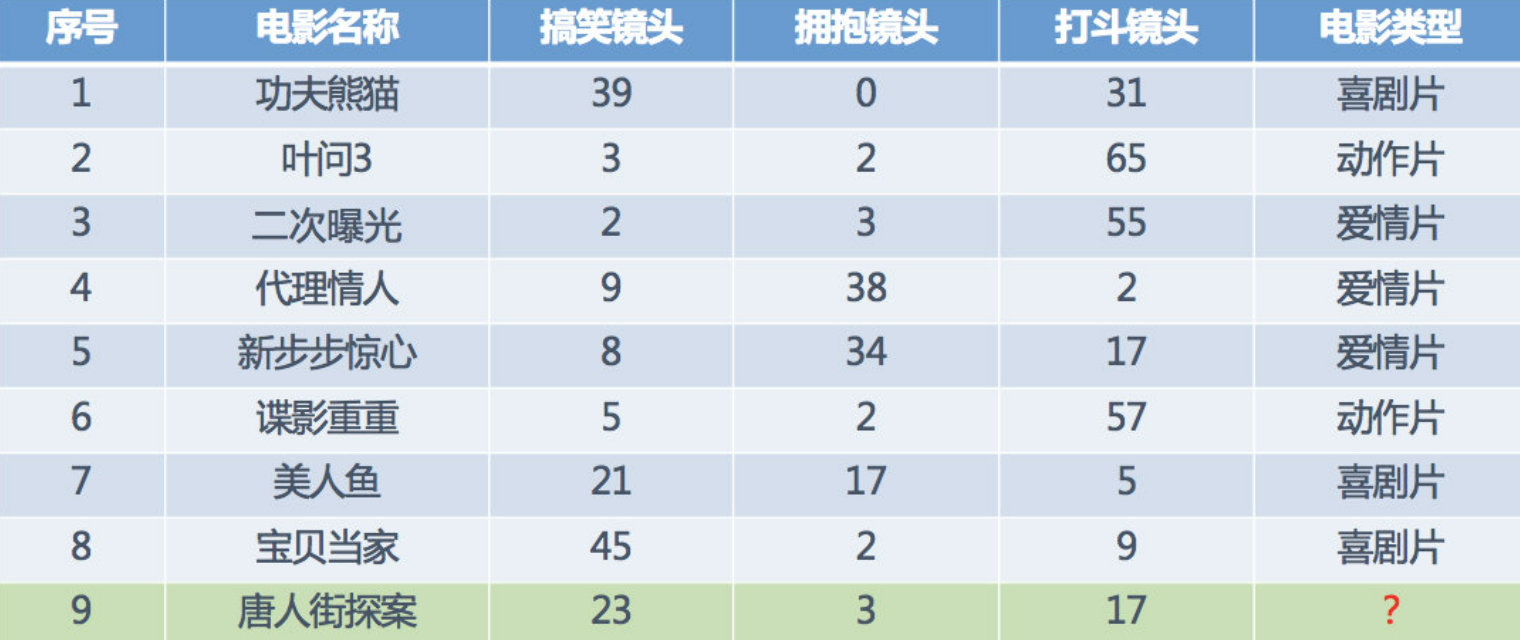 序号 电影名称 搞笑镜头 拥抱镜头 打斗镜头 电影类型
1 功夫熊猫 39 0 31 喜剧片
2 叶问3 3 2 65 动作片
3 二次曝光 2 3 55 爱情片
4 代理情人 9 38 2 爱情片
5 新步步惊心 8 34 17 爱情片
6 谍影重重 5 2 57 动作片
7 美人鱼 21 17 5 喜剧片
8 宝贝当家 45 2 9 喜剧片
9 唐人街探案 23 3 17 ？